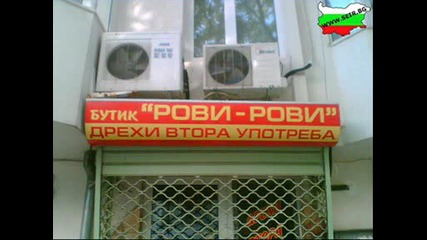 WWW.SEIR.BG
БУТИК "РОВИ-РОВИ"
ДРЕХИ ВТОРА УПОТРЕБА